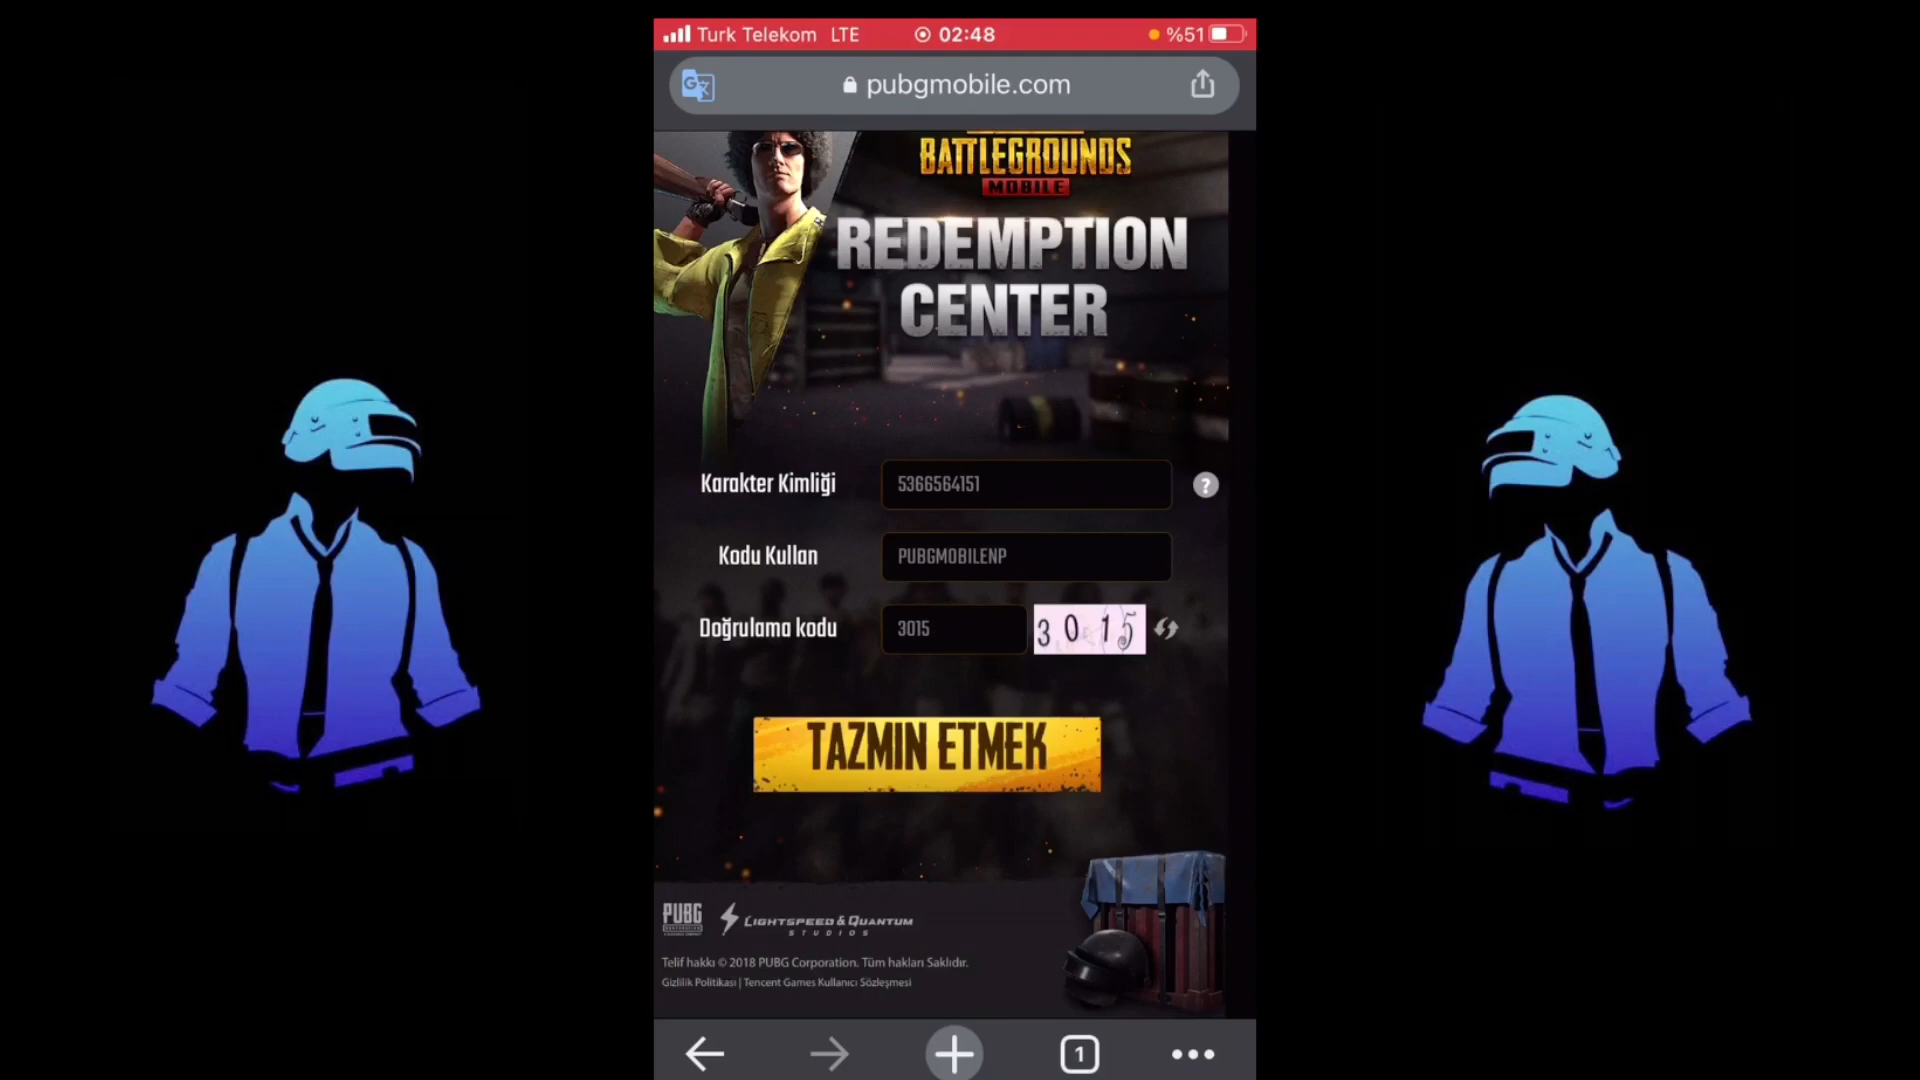 Turk Telekom LTE 02:48 %51
pubgmobile.com
BATTLEGROUNDS
MOBILE
REDEMPTION
CENTER
Karakter Kimliği 5366564151 ?
Kodu Kullan PUBGMOBILENP
Doğrulama kodu 3015 3015
TAZMIN ETMEK
PUBG LIGHTSPEED & QUANTUM
STUDIOS
Telif hakkı © 2018 PUBG Corporation. Tüm hakları Saklıdır.
Gizlilik Politikası | Tencent Games Kullanıcı Sözleşmesi
1